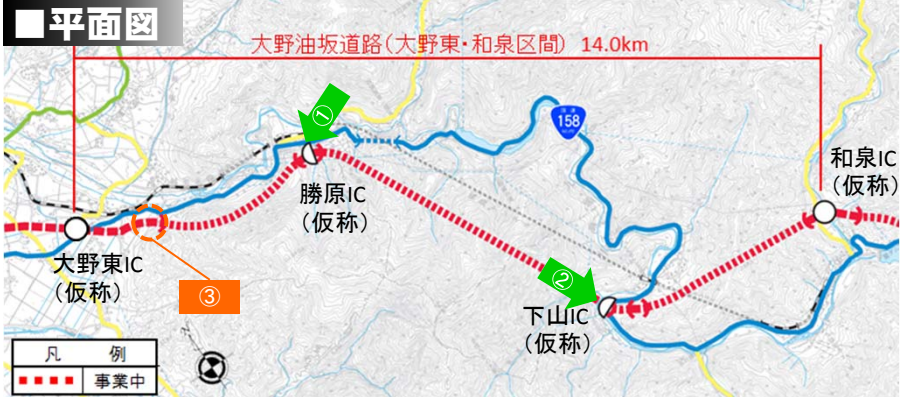 ■平面図
大野油坂道路(大野東・和泉区間) 14.0km
①
158
和泉IC
(仮称)
勝原IC
(仮称)
大野東IC
(仮称)
②
③
下山IC
(仮称)
凡 例
事業中